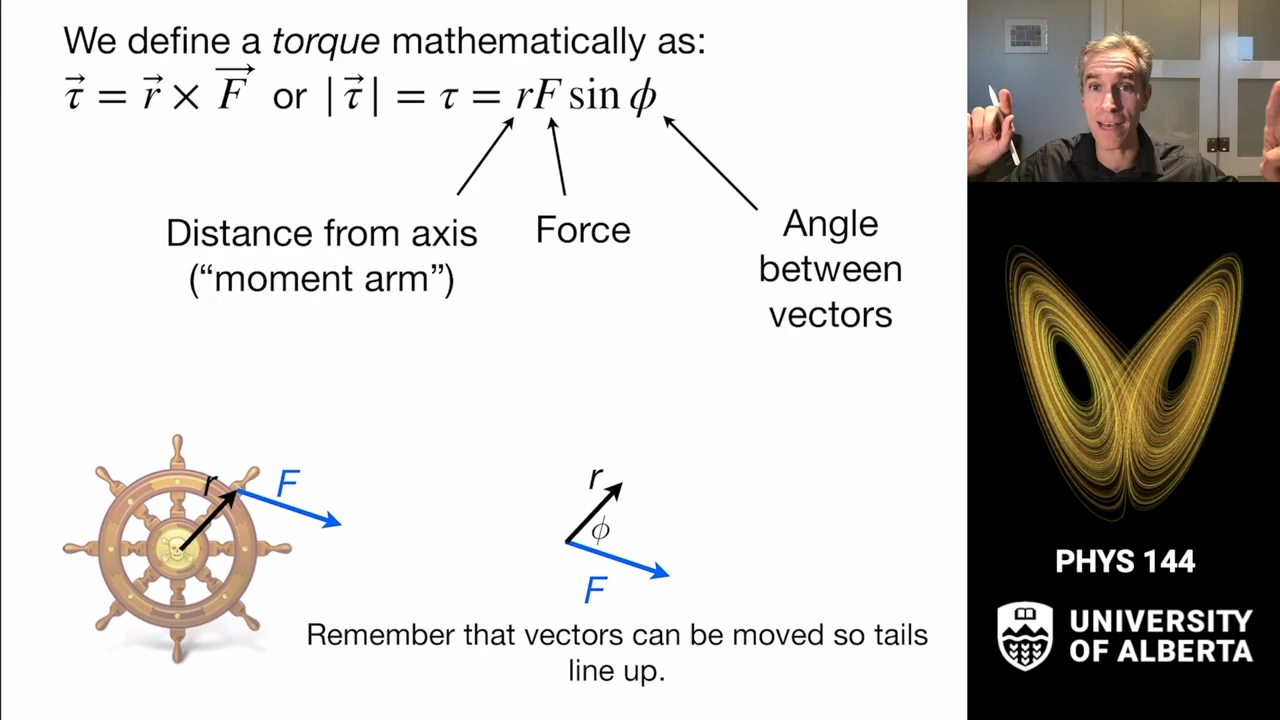 We define a torque mathematically as:
τ⃗ = r⃗ × F⃗ or |τ⃗| = τ = rF sin ϕ
Distance from axis
(“moment arm”)
Force
Angle
between
vectors
r
F
r
ϕ
F
Remember that vectors can be moved so tails
line up.
PHYS 144
UNIVERSITY
OF ALBERTA